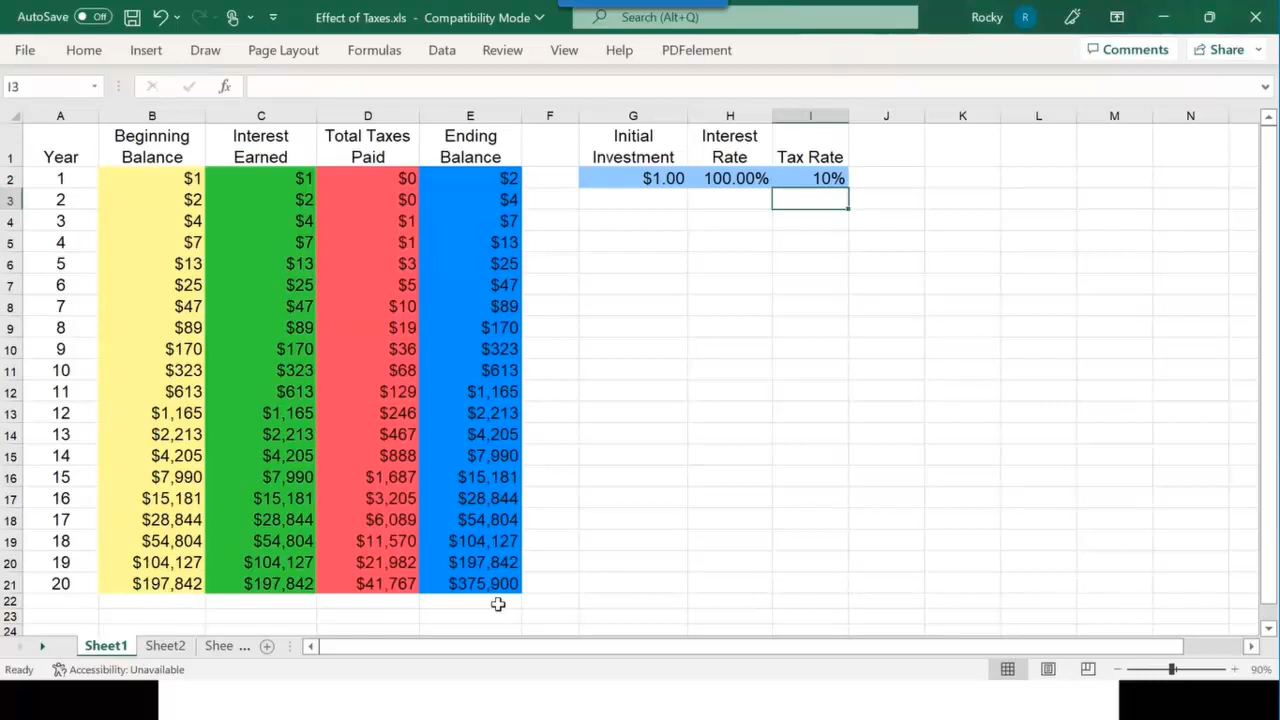 AutoSave Off Effect of Taxes.xls - Compatibility Mode Search (Alt+Q) Rocky R
File Home Insert Draw Page Layout Formulas Data Review View Help PDFelement Comments Share
I3 fx
A B C D E F G H I J K L M N
Beginning Interest Total Taxes Ending Initial Interest
1 Year Balance Earned Paid Balance Investment Rate Tax Rate
2 1 $1 $1 $0 $2 $1.00 100.00% 10%
3 2 $2 $2 $0 $4
4 3 $4 $4 $1 $7
5 4 $7 $7 $1 $13
6 5 $13 $13 $3 $25
7 6 $25 $25 $5 $47
8 7 $47 $47 $10 $89
9 8 $89 $89 $19 $170
10 9 $170 $170 $36 $323
11 10 $323 $323 $68 $613
12 11 $613 $613 $129 $1,165
13 12 $1,165 $1,165 $246 $2,213
14 13 $2,213 $2,213 $467 $4,205
15 14 $4,205 $4,205 $888 $7,990
16 15 $7,990 $7,990 $1,687 $15,181
17 16 $15,181 $15,181 $3,205 $28,844
18 17 $28,844 $28,844 $6,089 $54,804
19 18 $54,804 $54,804 $11,570 $104,127
20 19 $104,127 $104,127 $21,982 $197,842
21 20 $197,842 $197,842 $41,767 $375,900
22
23
24
Sheet1 Sheet2 Shee ...
Ready Accessibility: Unavailable 90%